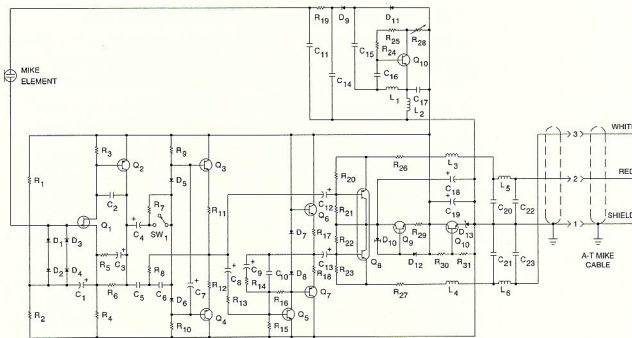 R19
D9
D11
C11
C15
R25
R24
R28
Q10
C16
C14
L1
C17
L2
MIKE
ELEMENT
R3
Q2
R9
Q3
D5
R1
C2
R7
C4
SW1
Q1
D1
D3
R5
C3
R8
D2
D4
C1
R6
C5
C6
D6
C7
R2
R4
R10
Q4
R11
R12
C8
R13
C9
R14
C10
R16
R15
Q5
Q6
C12
D7
R17
D8
C13
R18
Q7
R20
R21
R22
R23
Q8
D10
R26
Q9
R29
D12
R27
L3
C18
C19
Q10
D13
R30
R31
L4
L5
C20
C22
C21
C23
L6
WHITE
3
RED
2
SHIELD
1
A-T MIKE
CABLE